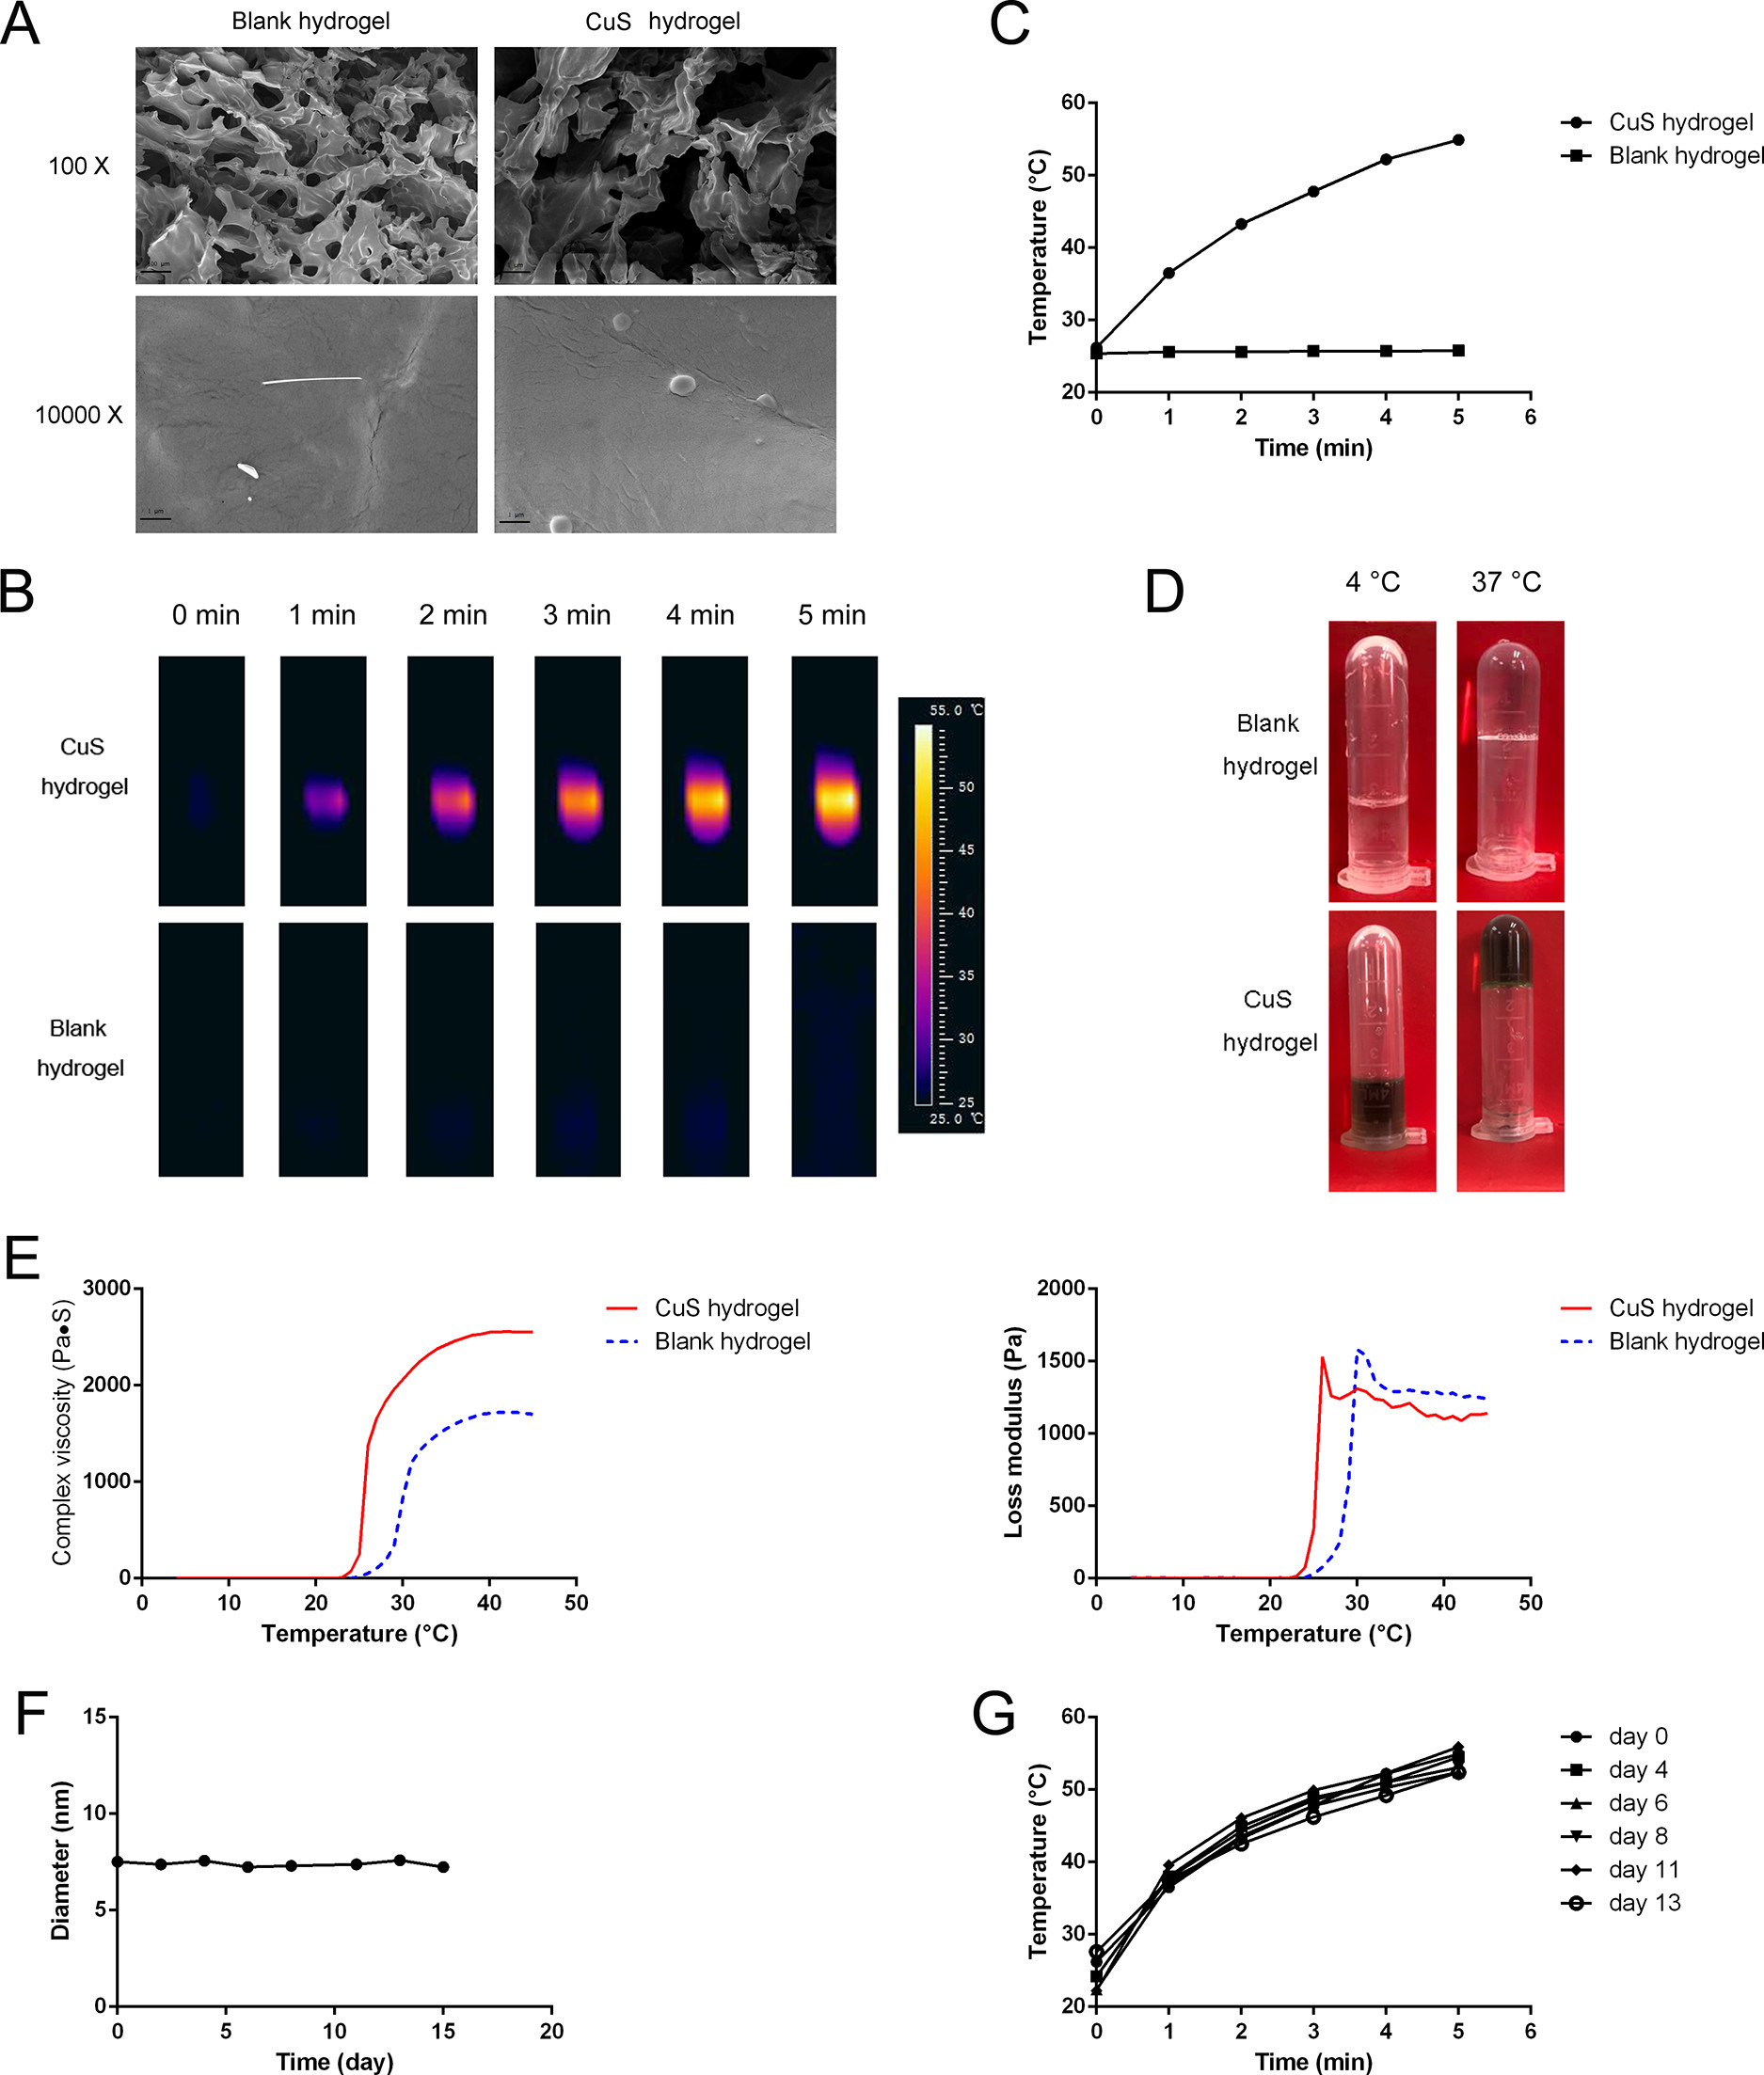 A
Blank hydrogel
CuS hydrogel
100 X
10000 X
1 μm
1 μm
C
60
50
40
30
20
Temperature (°C)
0 1 2 3 4 5 6
Time (min)
CuS hydrogel
Blank hydrogel
B
0 min 1 min 2 min 3 min 4 min 5 min
CuS
hydrogel
Blank
hydrogel
55.0 ℃
50
45
40
35
30
25
25.0 ℃
D
4 °C 37 °C
Blank
hydrogel
CuS
hydrogel
E
3000
2000
1000
0
Complex viscosity (Pa●S)
0 10 20 30 40 50
Temperature (°C)
CuS hydrogel
Blank hydrogel
2000
1500
1000
500
0
Loss modulus (Pa)
0 10 20 30 40 50
Temperature (°C)
CuS hydrogel
Blank hydrogel
F
15
10
5
0
Diameter (nm)
0 5 10 15 20
Time (day)
G
60
50
40
30
20
Temperature (°C)
0 1 2 3 4 5 6
Time (min)
day 0
day 4
day 6
day 8
day 11
day 13